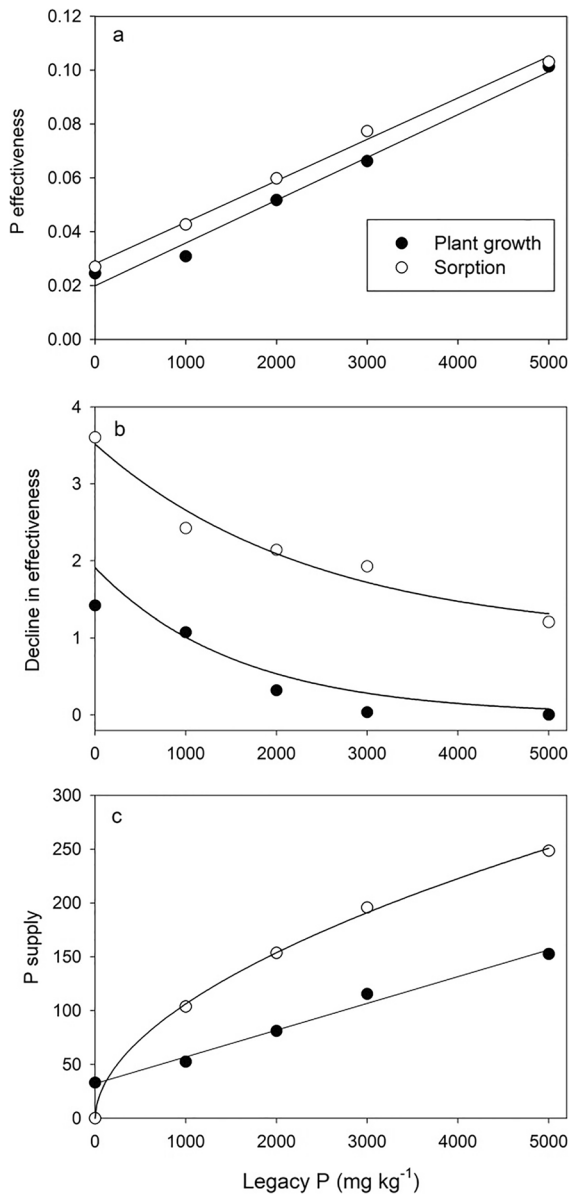 a
0.12
0.10
0.08
0.06
0.04
0.02
0.00
P effectiveness
Plant growth
Sorption
0 1000 2000 3000 4000 5000
b
4
3
2
1
0
Decline in effectiveness
0 1000 2000 3000 4000 5000
c
300
250
200
150
100
50
0
P supply
0 1000 2000 3000 4000 5000
Legacy P (mg kg⁻¹)